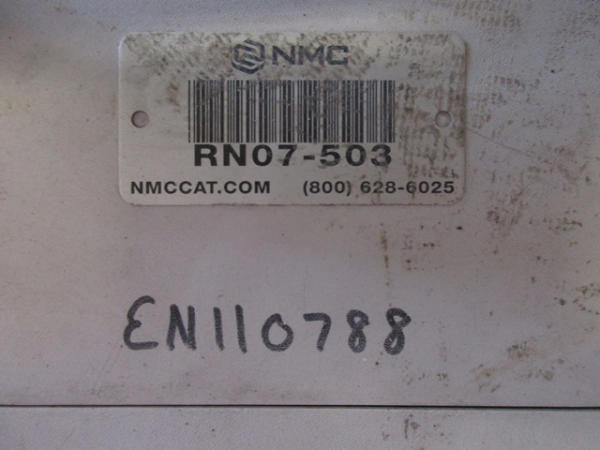 NMC
RN07-503
NMCCAT.COM (800) 628-6025
EN110788